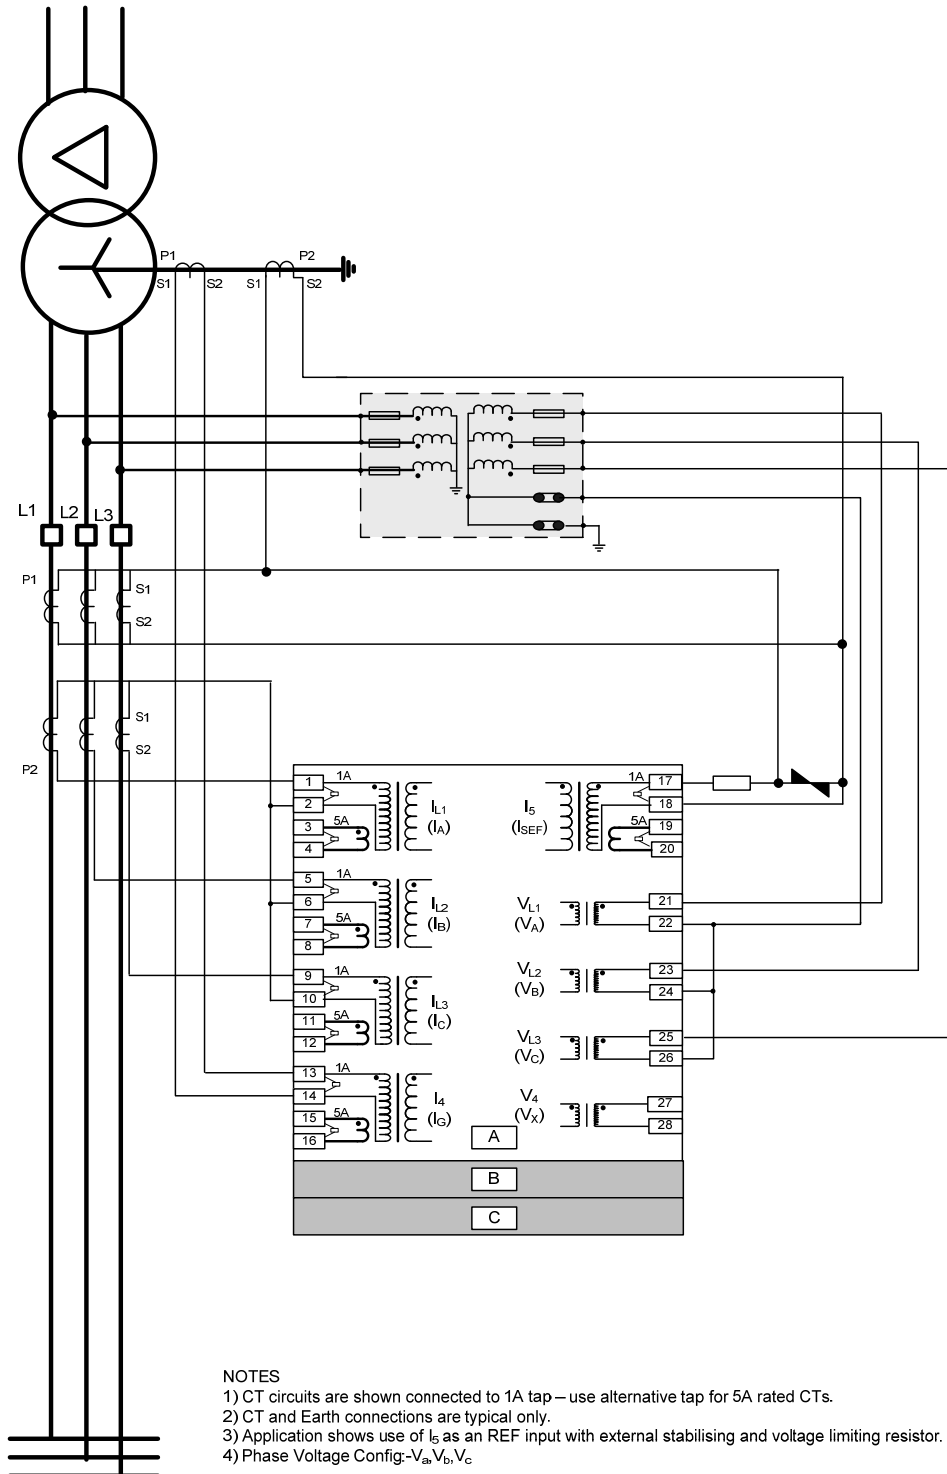 P1
P2
S1
S2
S1
S2
L1
L2
L3
P1
S1
S2
S1
S2
P2
1
1A
2
3
5A
4
IL1
(IA)
I5
(ISEF)
1A
17
18
5A
19
20
5
1A
6
7
5A
8
IL2
(IB)
VL1
(VA)
21
22
9
1A
10
11
5A
12
IL3
(IC)
VL2
(VB)
23
24
VL3
(VC)
25
26
13
1A
14
15
5A
16
I4
(IG)
V4
(VX)
27
28
A
B
C
NOTES
1) CT circuits are shown connected to 1A tap – use alternative tap for 5A rated CTs.
2) CT and Earth connections are typical only.
3) Application shows use of I5 as an REF input with external stabilising and voltage limiting resistor.
4) Phase Voltage Config:-Va,Vb,Vc